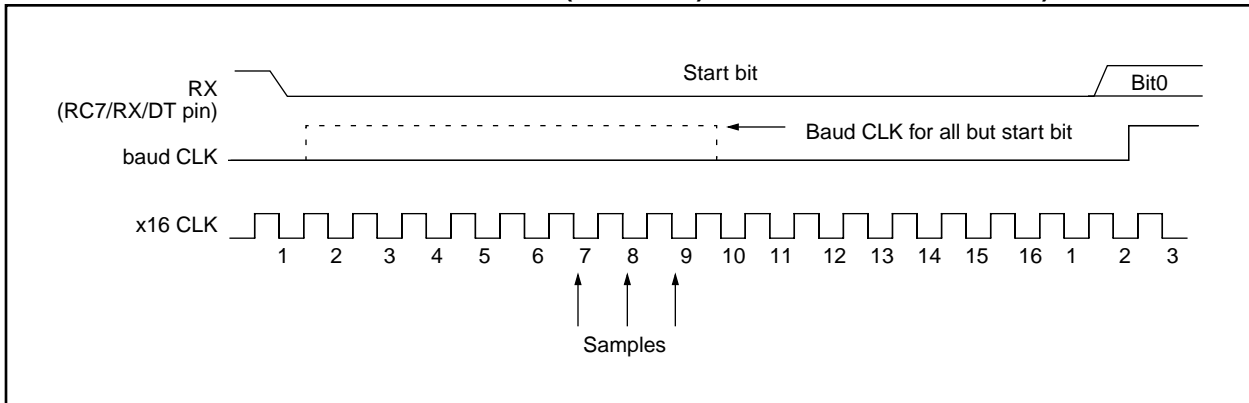 Start bit
Bit0
RX
(RC7/RX/DT pin)
Baud CLK for all but start bit
baud CLK
x16 CLK
1 2 3 4 5 6 7 8 9 10 11 12 13 14 15 16 1 2 3
Samples